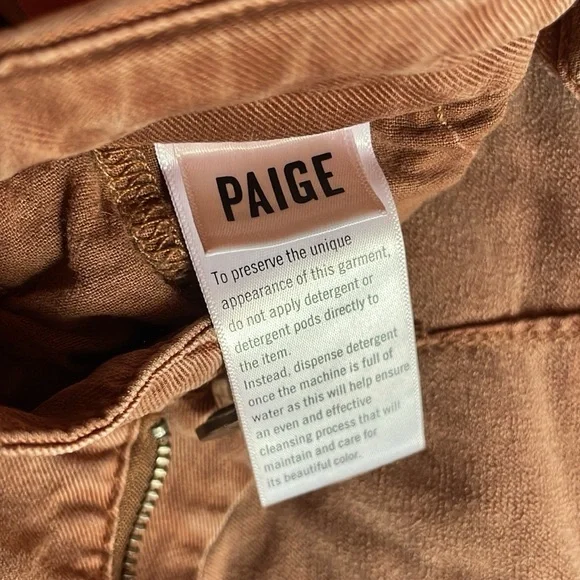 PAIGE
To preserve the unique
appearance of this garment,
do not apply detergent or
detergent pods directly to
the item.
Instead, dispense detergent
once the machine is full of
water as this will help ensure
an even and effective
cleansing process that will
maintain and care for
its beautiful color.